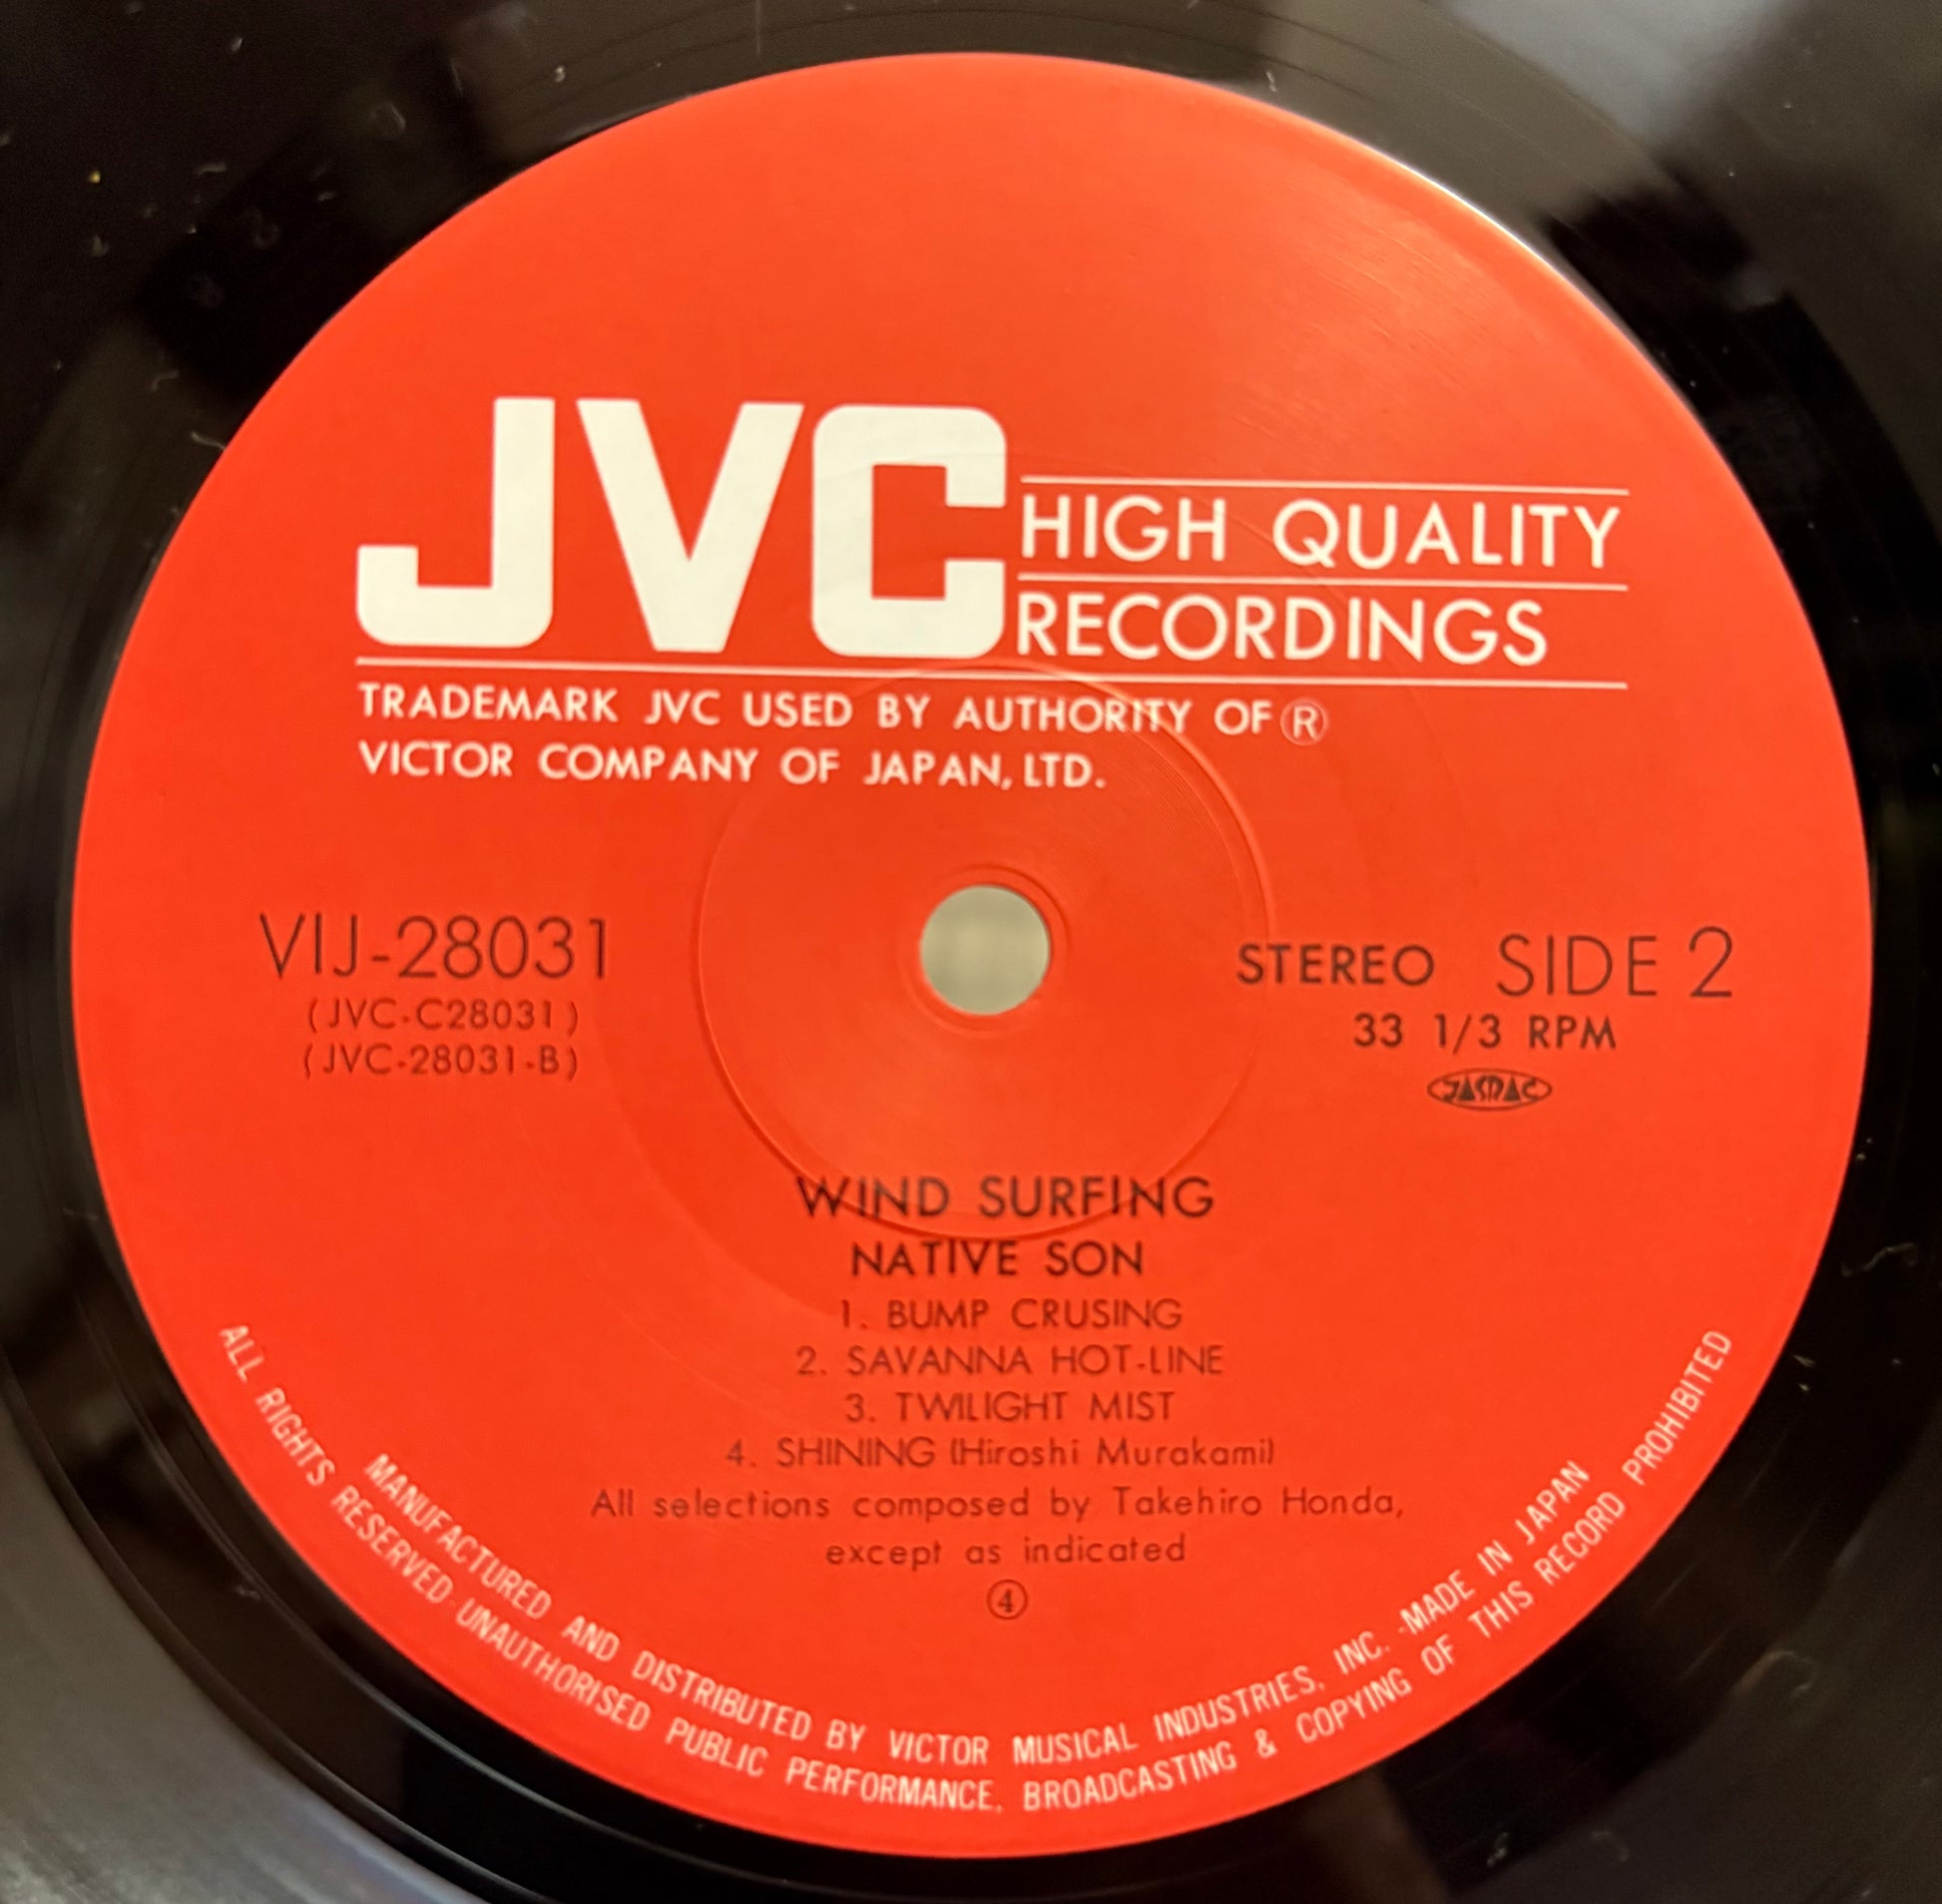 JVC HIGH QUALITY
RECORDINGS
TRADEMARK JVC USED BY AUTHORITY OF ®
VICTOR COMPANY OF JAPAN, LTD.
VIJ-28031
(JVC-C28031)
(JVC-28031-B)
STEREO SIDE 2
33 1/3 RPM
JASRAC
WIND SURFING
NATIVE SON
1. BUMP CRUSING
2. SAVANNA HOT-LINE
3. TWILIGHT MIST
4. SHINING (Hiroshi Murakami)
All selections composed by Takehiro Honda,
except as indicated
④
MANUFACTURED AND DISTRIBUTED BY VICTOR MUSICAL INDUSTRIES, INC. -MADE IN JAPAN
ALL RIGHTS RESERVED-UNAUTHORISED PUBLIC PERFORMANCE, BROADCASTING & COPYING OF THIS RECORD PROHIBITED